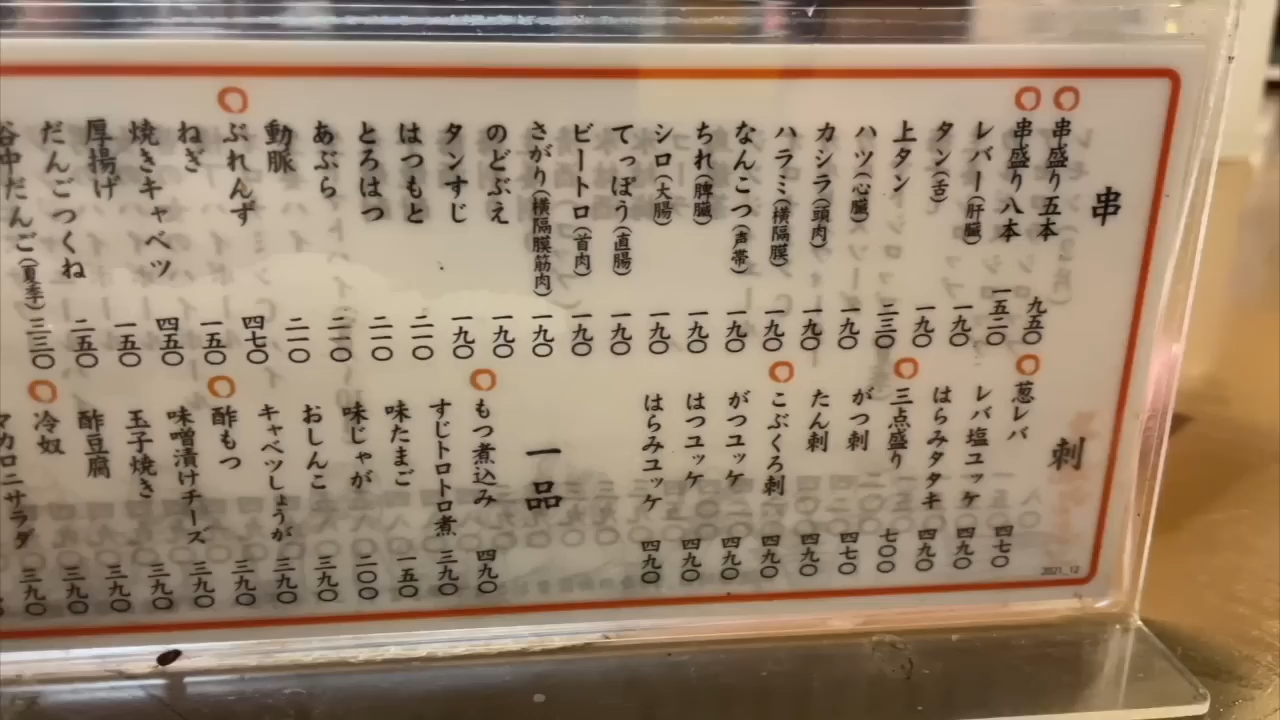 串
串盛り五本 九五〇
串盛り八本 一五二〇
レバー(肝臓) 一九〇
タン(舌) 一九〇
上タン 二三〇
ハツ(心臓) 一九〇
カシラ(頭肉) 一九〇
ハラミ(横隔膜) 一九〇
なんこつ(声帯) 一九〇
ちれ(脾臓) 一九〇
シロ(大腸) 一九〇
てっぽう(直腸) 一九〇
ビートロ(首肉) 一九〇
さがり(横隔膜筋肉) 一九〇
のどぶえ 一九〇
タンすじ 一九〇
はつもと 二一〇
とろはつ 二一〇
あぶら 二一〇
動脈 二一〇
ぶれんず 四七〇
ねぎ 一五〇
焼きキャベツ 四五〇
厚揚げ 一五〇
だんごつくね 二五〇
谷中だんご(夏季) 三三〇
刺
葱レバ 四七〇
レバ塩ユッケ 四九〇
はらみタタキ 四九〇
三点盛り 七〇〇
がつ刺 四七〇
たん刺 四九〇
こぶくろ刺 四九〇
がつユッケ 四九〇
はつユッケ 四九〇
はらみユッケ 四九〇
一品
もつ煮込み 四九〇
すじトロトロ煮 三九〇
味たまご 一五〇
味じゃが 二〇〇
おしんこ 三九〇
キャベツしょうが 三九〇
酢もつ 三九〇
味噌漬けチーズ 三九〇
玉子焼き 三九〇
酢豆腐 三九〇
冷奴 三九〇
マカロニサラダ
2021_12